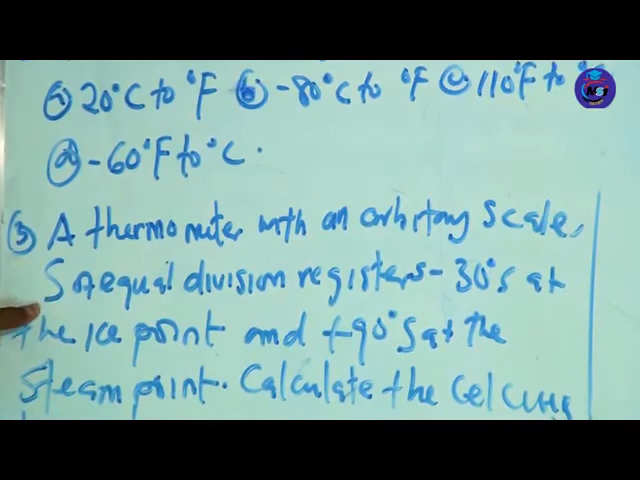 (a) 20°C to °F (b) -80°C to °F (c) 110°F to °C
(d) -60°F to °C.
(3) A thermometer with an arbitrary scale,
S of equal division registers -30°S at
the ice point and +90°S at the
steam point. Calculate the Celcius